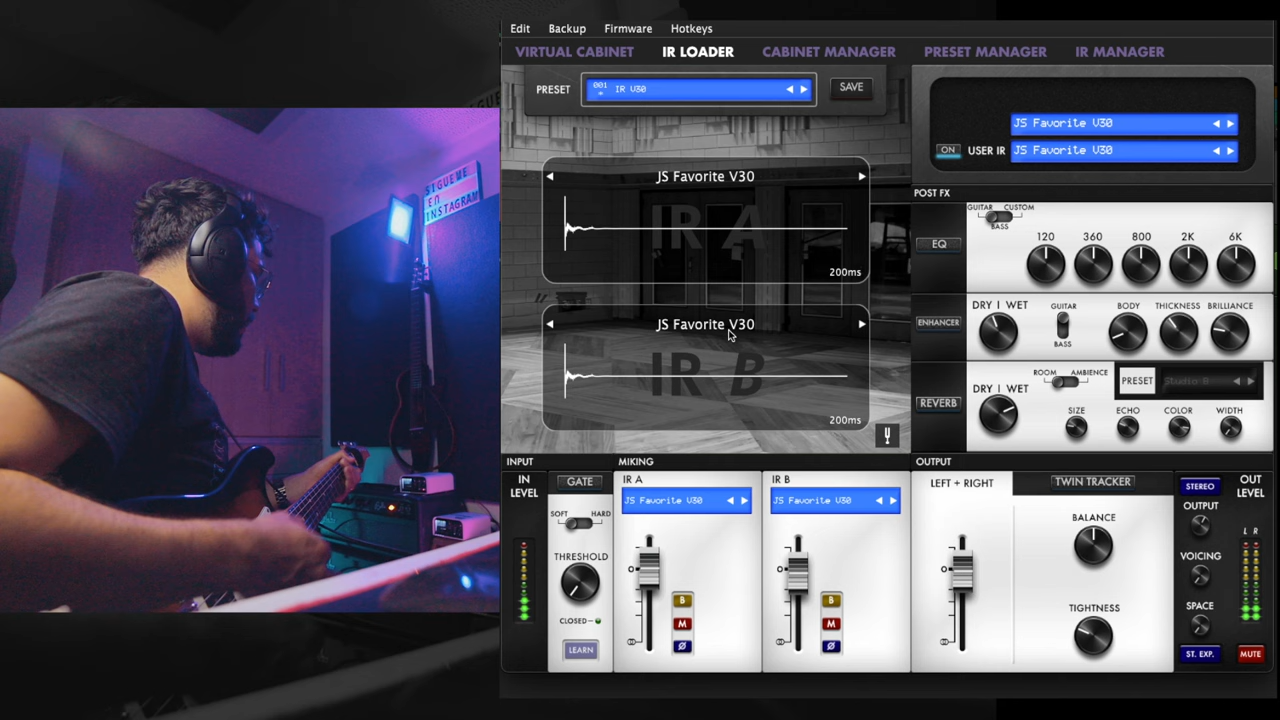 SIGUEME
EN
INSTAGRAM
Edit Backup Firmware Hotkeys
VIRTUAL CABINET IR LOADER CABINET MANAGER PRESET MANAGER IR MANAGER
PRESET 001 IR V30 SAVE
JS Favorite V30
ON USER IR JS Favorite V30
JS Favorite V30
IR A
200ms
JS Favorite V30
IR B
200ms
POST FX
GUITAR CUSTOM
BASS
EQ 120 360 800 2K 6K
ENHANCER DRY | WET GUITAR BASS BODY THICKNESS BRILLIANCE
ROOM AMBIENCE PRESET Studio B
REVERB DRY | WET SIZE ECHO COLOR WIDTH
INPUT MIKING OUTPUT
IN LEVEL
GATE
SOFT HARD
THRESHOLD
CLOSED
LEARN
IR A
JS Favorite V30
0
B
M
Ø
∞
IR B
JS Favorite V30
0
B
M
Ø
∞
LEFT + RIGHT
0
∞
TWIN TRACKER
BALANCE
TIGHTNESS
STEREO
OUTPUT
VOICING
SPACE
ST. EXP.
OUT LEVEL
L R
MUTE